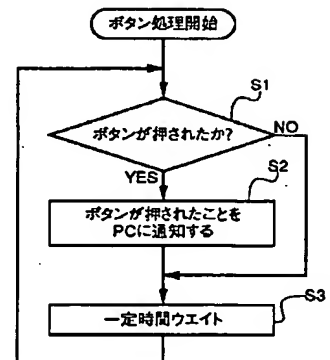 ボタン処理開始
S1
ボタンが押されたか?
NO
YES
S2
ボタンが押されたことを
PCに通知する
S3
一定時間ウエイト